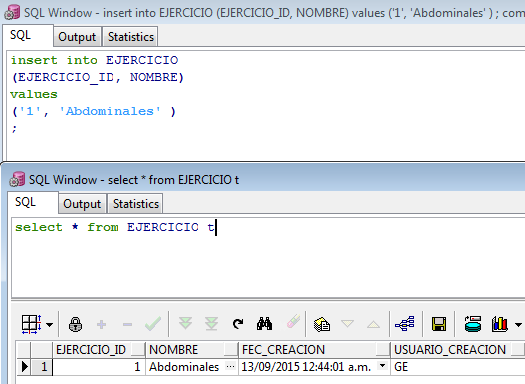 SQL Window - insert into EJERCICIO (EJERCICIO_ID, NOMBRE) values ('1', 'Abdominales' ) ; com
SQL Output Statistics
insert into EJERCICIO
(EJERCICIO_ID, NOMBRE)
values
('1', 'Abdominales' )
;
SQL Window - select * from EJERCICIO t
SQL Output Statistics
select * from EJERCICIO t
EJERCICIO_ID NOMBRE FEC_CREACION USUARIO_CREACION
1 1 Abdominales ... 13/09/2015 12:44:01 a.m. GE